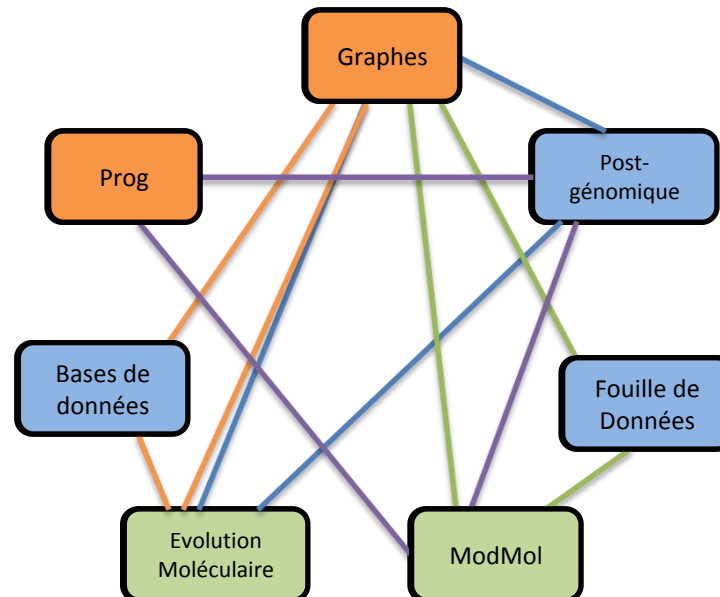 Graphes
Prog
Post-
génomique
Bases de
données
Fouille de
Données
Evolution
Moléculaire
ModMol